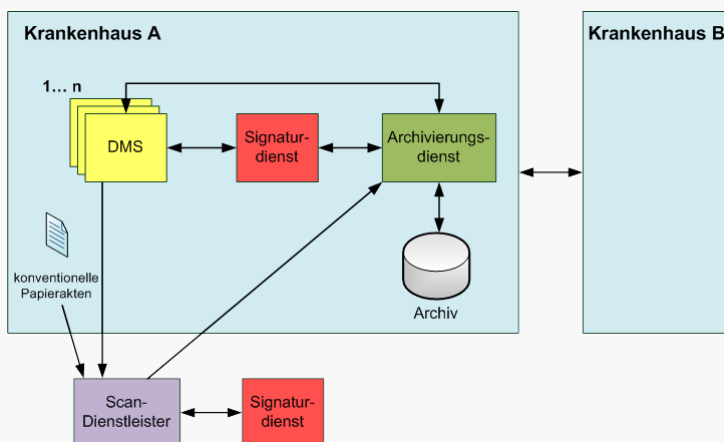 Krankenhaus A
Krankenhaus B
1... n
DMS
Signatur-
dienst
Archivierungs-
dienst
konventionelle
Papierakten
Archiv
Scan-
Dienstleister
Signatur-
dienst